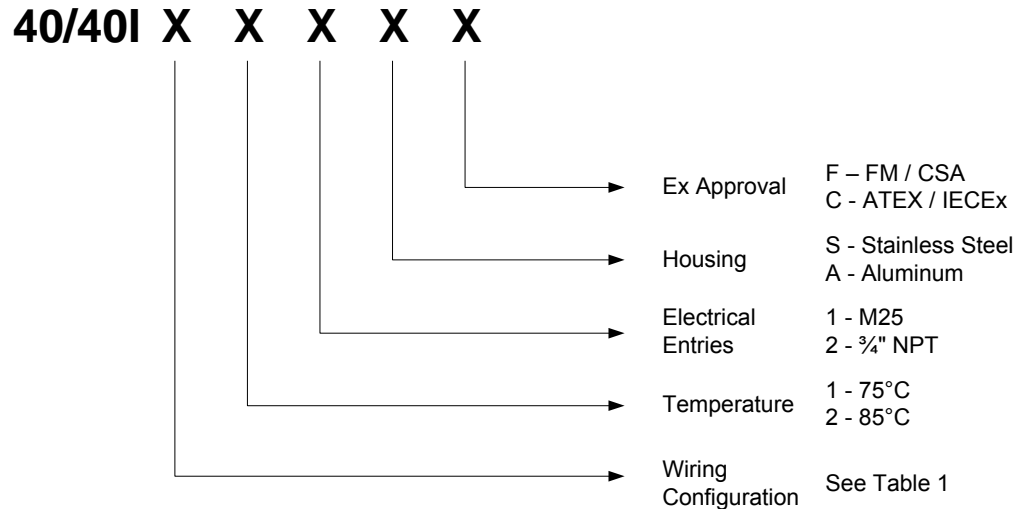 40/40I X X X X X
Ex Approval
F – FM / CSA
C - ATEX / IECEx
Housing
S - Stainless Steel
A - Aluminum
Electrical
Entries
1 - M25
2 - ¾" NPT
Temperature
1 - 75°C
2 - 85°C
Wiring
Configuration
See Table 1